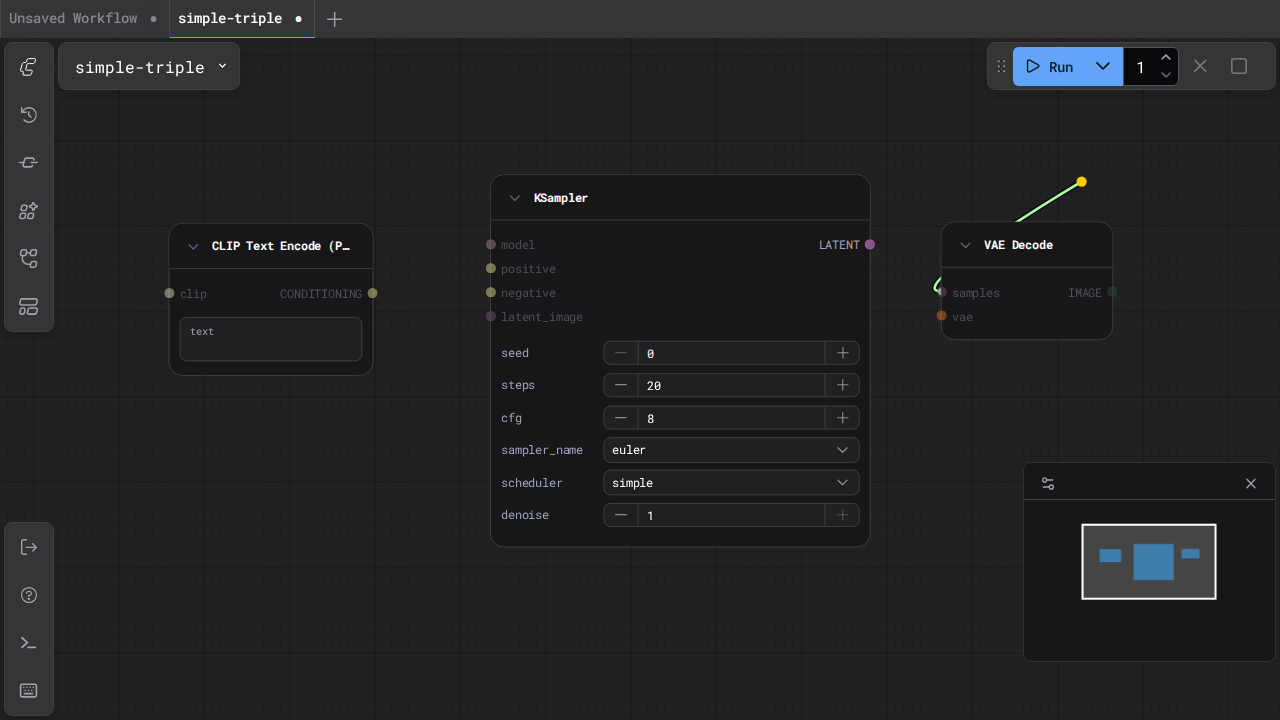 Unsaved Workflow
simple-triple
simple-triple
Run
1
CLIP Text Encode (P…
clip
CONDITIONING
text
KSampler
model
LATENT
positive
negative
latent_image
seed
0
steps
20
cfg
8
sampler_name
euler
scheduler
simple
denoise
1
VAE Decode
samples
IMAGE
vae